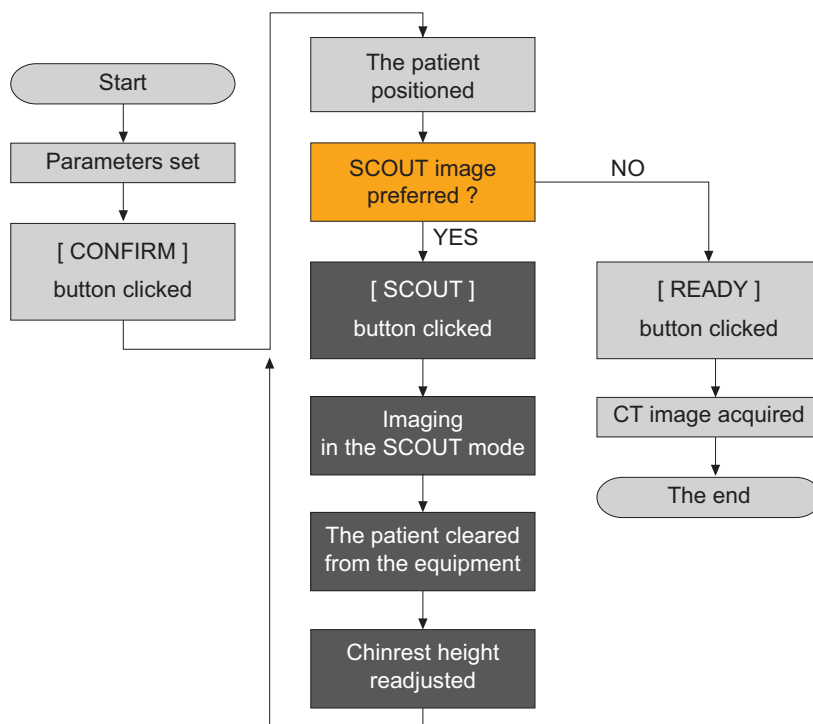 Start
Parameters set
[ CONFIRM ]
button clicked
The patient
positioned
SCOUT image
preferred ?
NO
YES
[ SCOUT ]
button clicked
Imaging
in the SCOUT mode
The patient cleared
from the equipment
Chinrest height
readjusted
[ READY ]
button clicked
CT image acquired
The end